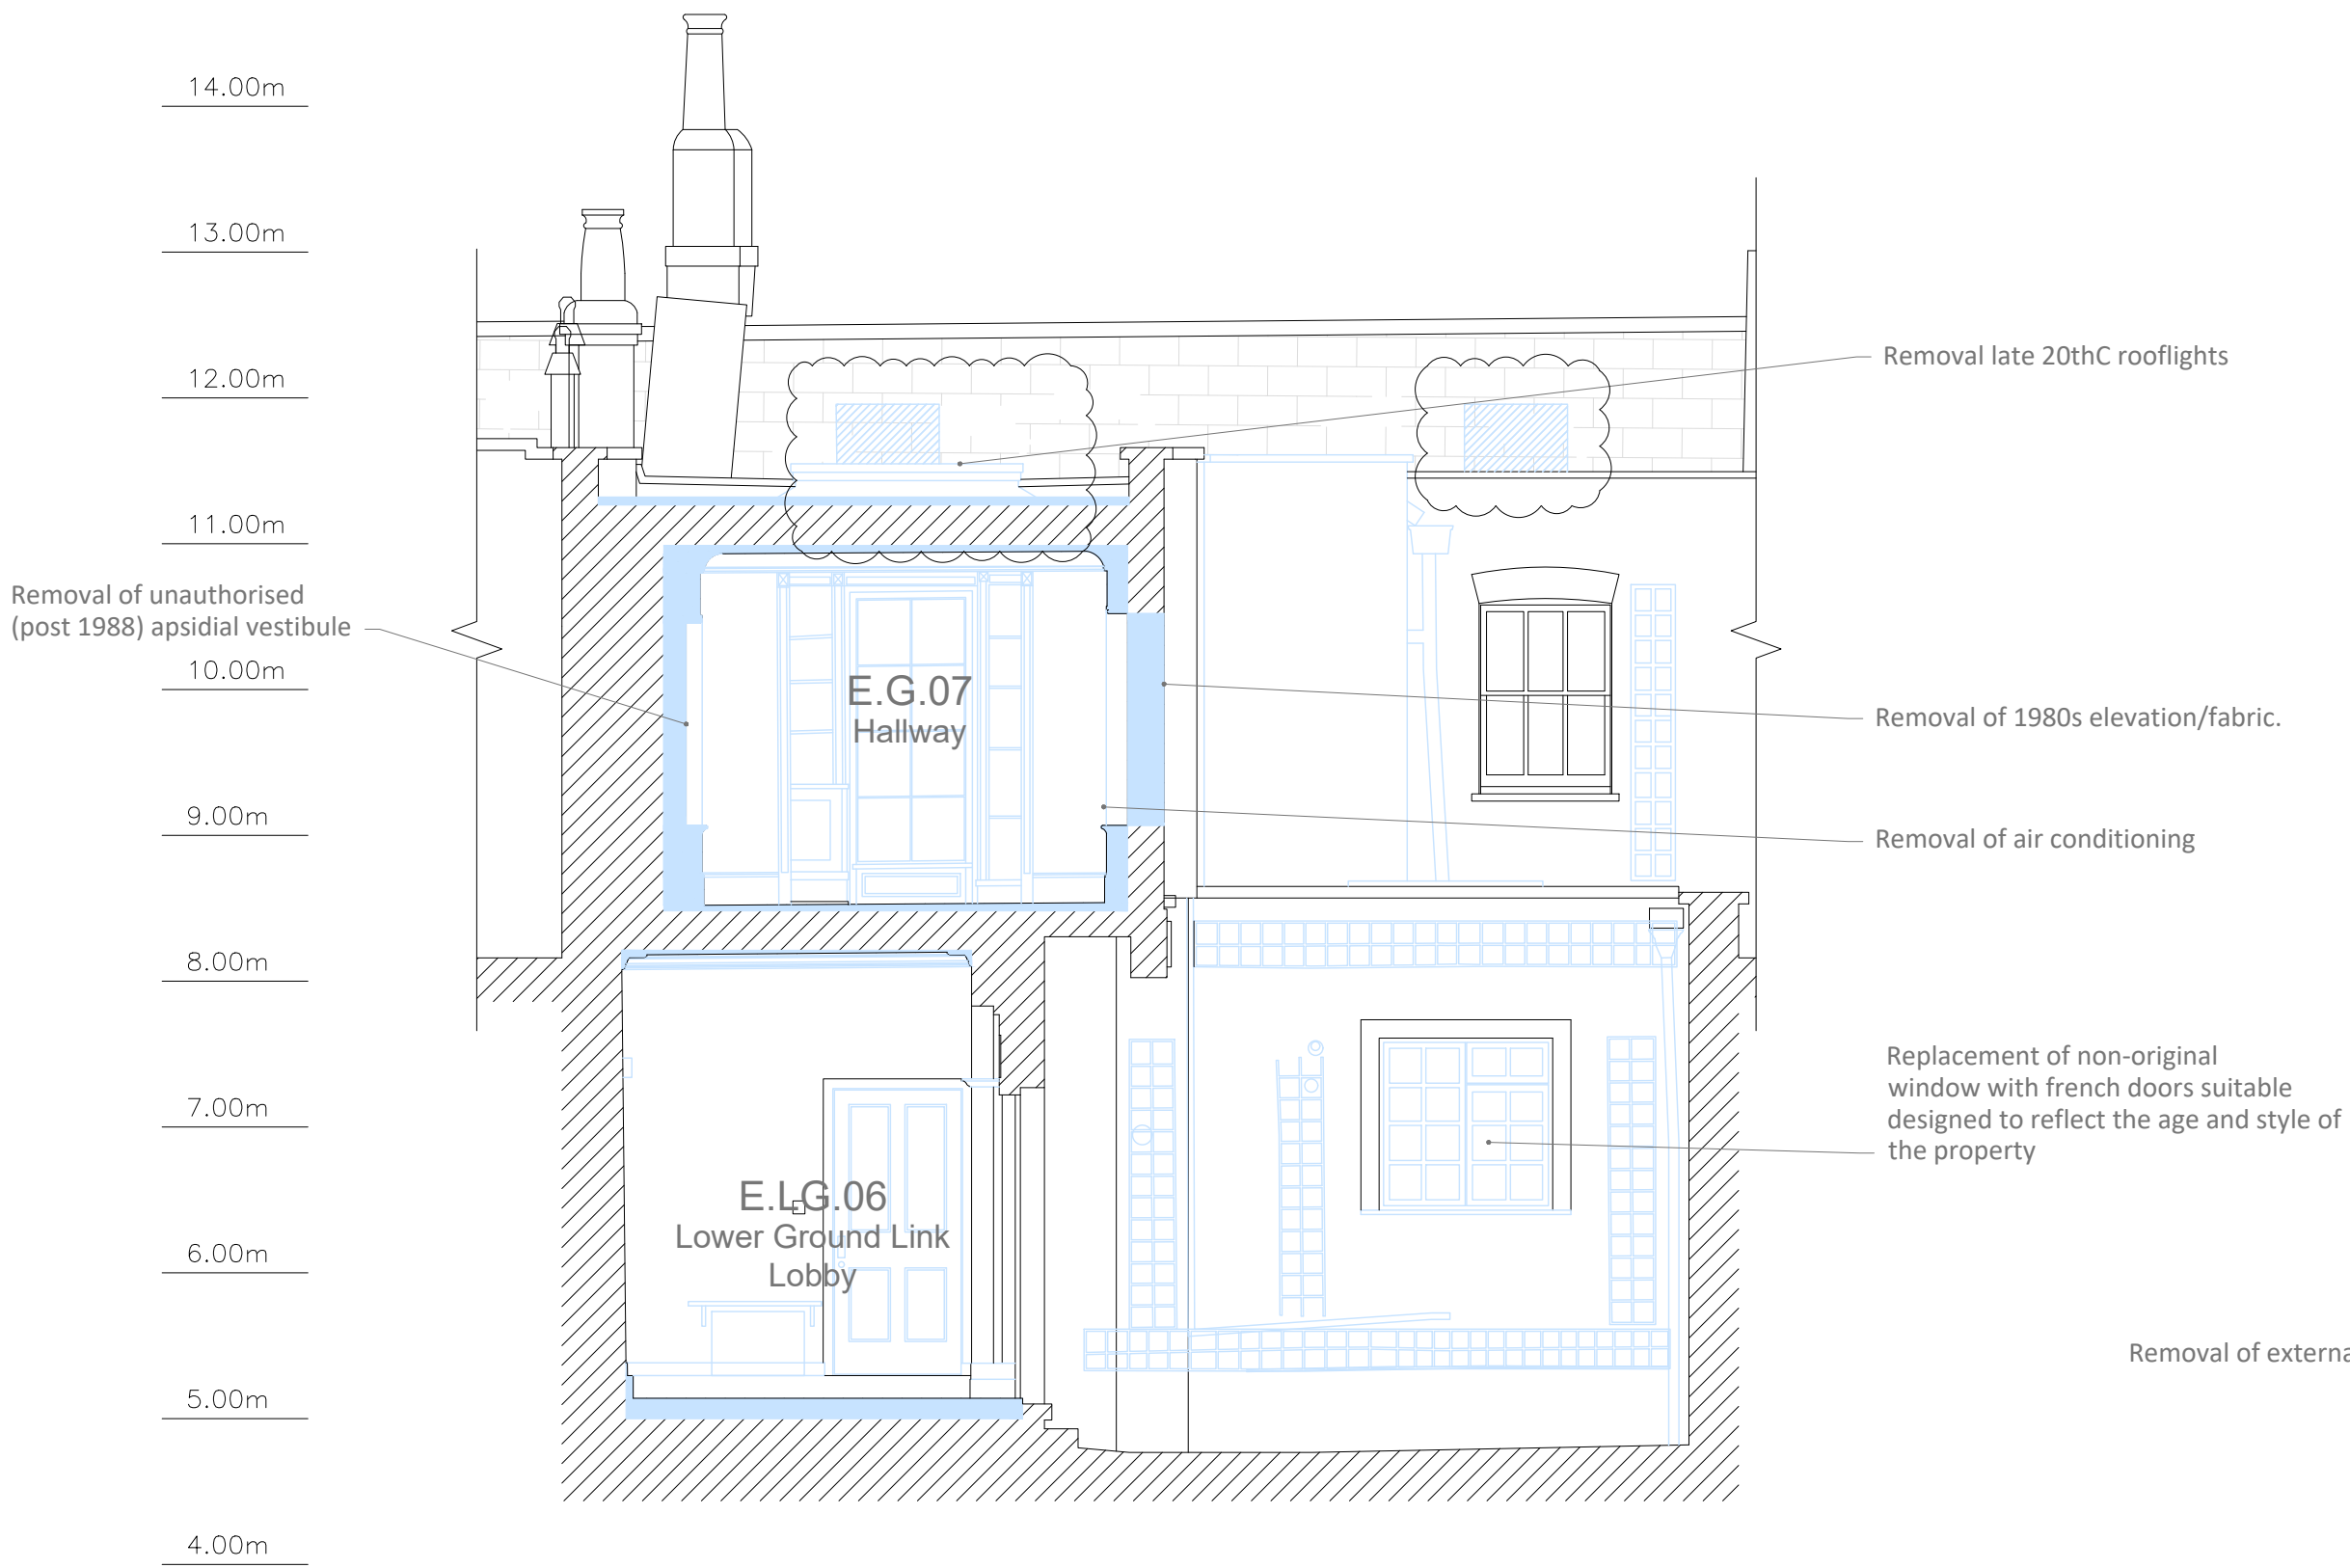 14.00m
13.00m
12.00m
11.00m
10.00m
9.00m
8.00m
7.00m
6.00m
5.00m
4.00m
Removal of unauthorised
(post 1988) apsidial vestibule
E.G.07
Hallway
E.LG.06
Lower Ground Link
Lobby
Removal late 20thC rooflights
Removal of 1980s elevation/fabric.
Removal of air conditioning
Replacement of non-original
window with french doors suitable
designed to reflect the age and style of
the property
Removal of externa